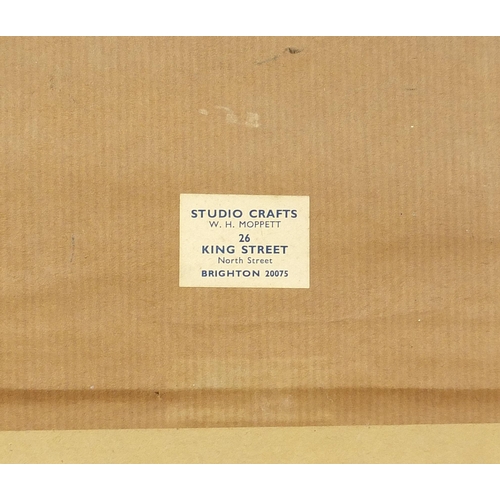 STUDIO CRAFTS
W. H. MOPPETT
26
KING STREET
North Street
BRIGHTON 20075